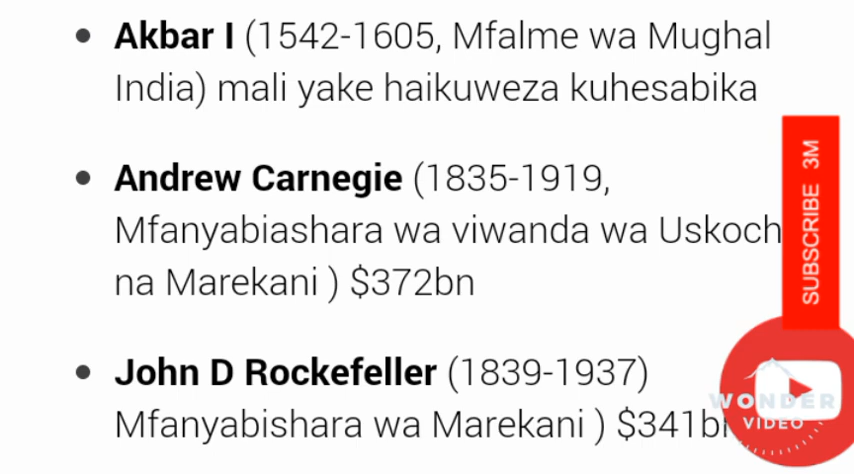 Akbar I (1542-1605, Mfalme wa Mughal
India) mali yake haikuweza kuhesabika
Andrew Carnegie (1835-1919,
Mfanyabiashara wa viwanda wa Uskoch
na Marekani ) $372bn
John D Rockefeller (1839-1937)
Mfanyabishara wa Marekani ) $341b
SUBSCRIBE 3M
WONDER
VIDEO